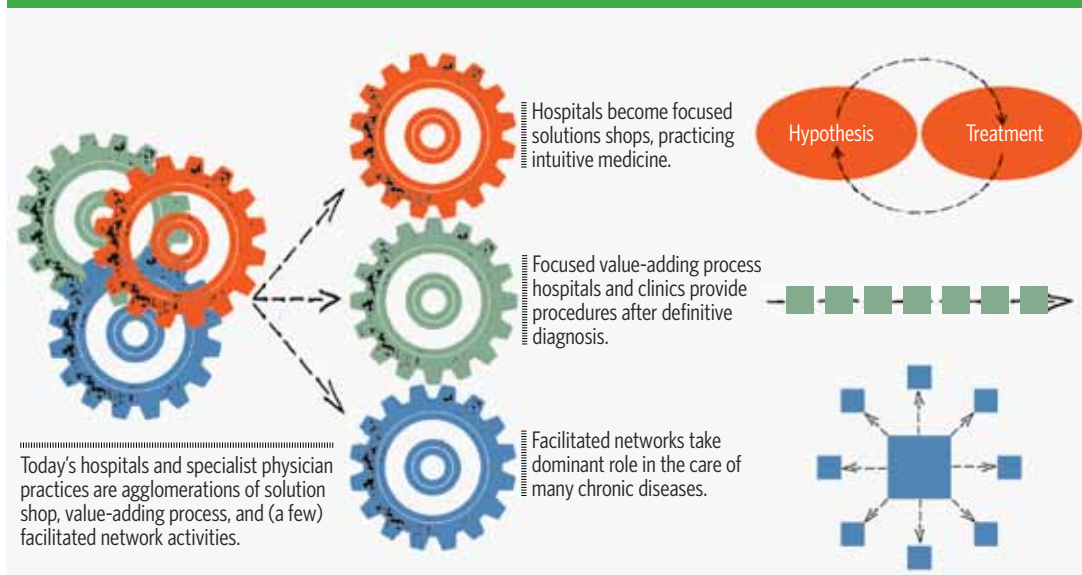 Hospitals become focused
solutions shops, practicing
intuitive medicine.
Hypothesis
Treatment
Focused value-adding process
hospitals and clinics provide
procedures after definitive
diagnosis.
Facilitated networks take
dominant role in the care of
many chronic diseases.
Today's hospitals and specialist physician
practices are agglomerations of solution
shop, value-adding process, and (a few)
facilitated network activities.